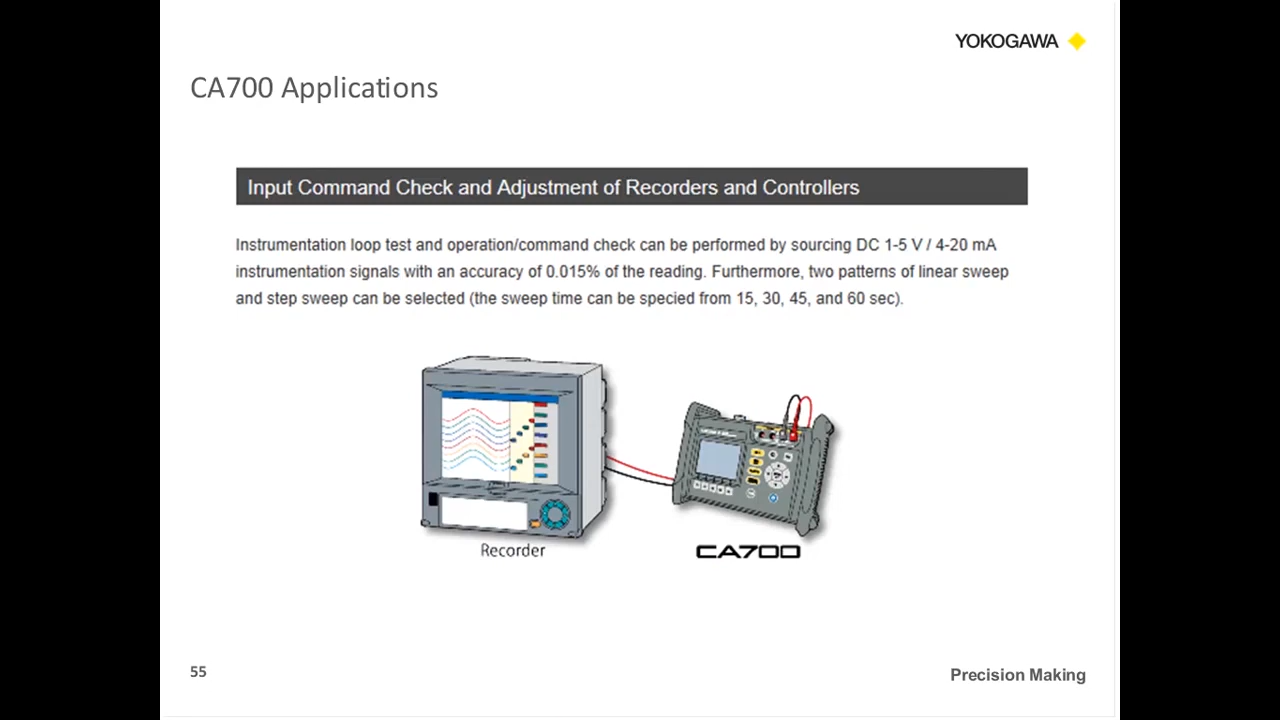 YOKOGAWA
CA700 Applications
Input Command Check and Adjustment of Recorders and Controllers
Instrumentation loop test and operation/command check can be performed by sourcing DC 1-5 V / 4-20 mA
instrumentation signals with an accuracy of 0.015% of the reading. Furthermore, two patterns of linear sweep
and step sweep can be selected (the sweep time can be specied from 15, 30, 45, and 60 sec).
Recorder
CA700
55
Precision Making